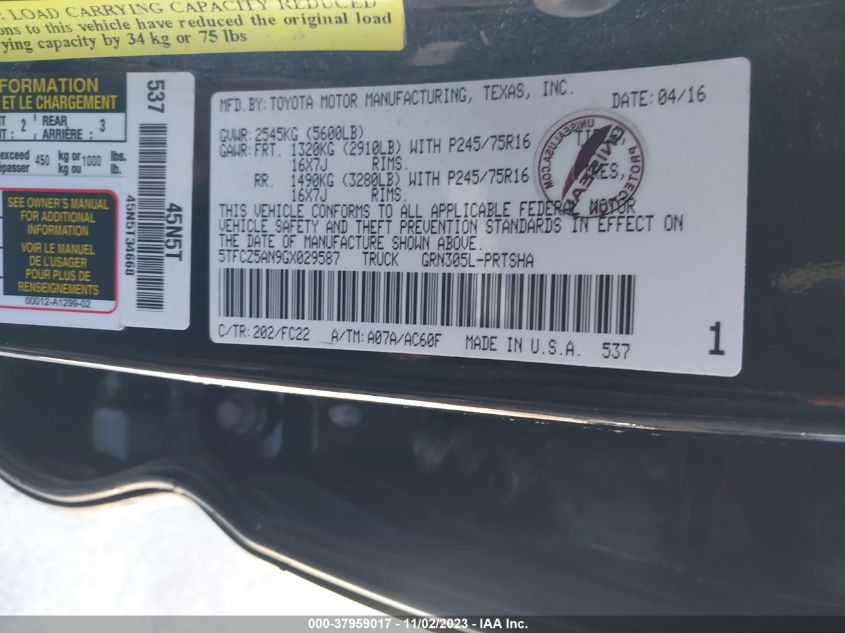 LOAD CARRYING CAPACITY REDUCED
ons to this vehicle have reduced the original load
rying capacity by 34 kg or 75 lbs
FORMATION
ET LE CHARGEMENT
2 REAR 3
ARRIÈRE :
exceed 450 kg or 1000 lbs.
passer kg ou lb.
SEE OWNER'S MANUAL
FOR ADDITIONAL
INFORMATION
VOIR LE MANUEL
DE L'USAGER
POUR PLUS DE
RENSEIGNEMENTS
00012-A1299-02
537
45N5T
45N5T34668
MFD.BY:TOYOTA MOTOR MANUFACTURING, TEXAS, INC. DATE:04/16
GVWR:2545KG (5600LB)
GAWR:FRT. 1320KG (2910LB) WITH P245/75R16
16X7J RIMS.
RR. 1490KG (3280LB) WITH P245/75R16
16X7J RIMS.
THIS VEHICLE CONFORMS TO ALL APPLICABLE FEDERAL MOTOR
VEHICLE SAFETY AND THEFT PREVENTION STANDARDS IN EFFECT ON
THE DATE OF MANUFACTURE SHOWN ABOVE.
5TFCZ5AN9GX029587 TRUCK GRN305L-PRTSHA
C/TR:202/FC22 A/TM:A07A/AC60F MADE IN U.S.A. 537
1
000-37959017 - 11/02/2023 - IAAI.com